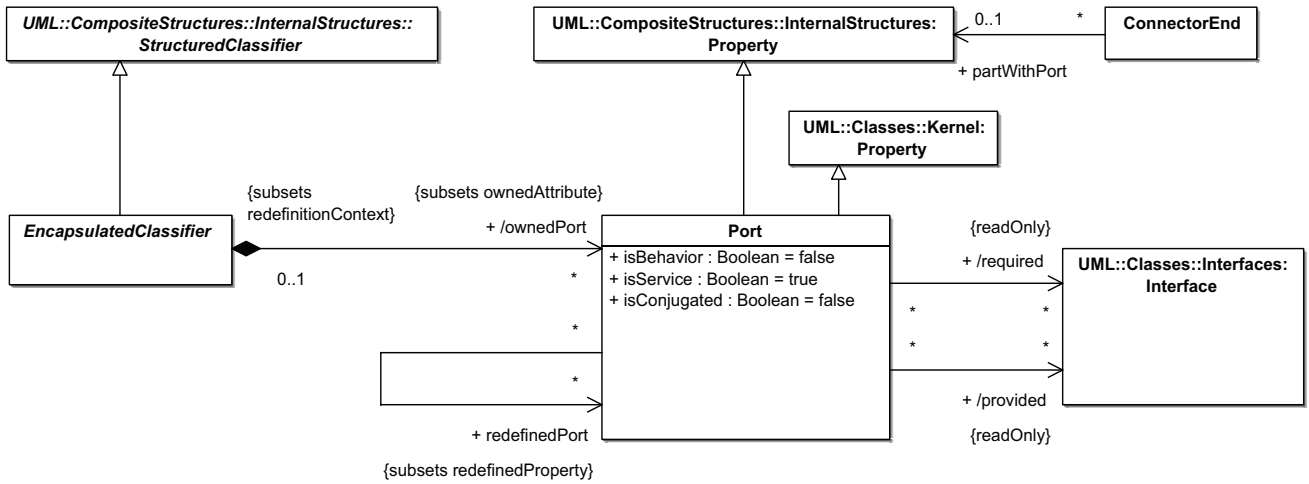 UML::CompositeStructures::InternalStructures::
StructuredClassifier
UML::CompositeStructures::InternalStructures:
Property
0..1
*
ConnectorEnd
+ partWithPort
UML::Classes::Kernel:
Property
{subsets
redefinitionContext}
{subsets ownedAttribute}
+ /ownedPort
EncapsulatedClassifier
0..1
*
Port
+ isBehavior : Boolean = false
+ isService : Boolean = true
+ isConjugated : Boolean = false
{readOnly}
+ /required
UML::Classes::Interfaces:
Interface
*
*
*
*
*
*
+ /provided
{readOnly}
+ redefinedPort
{subsets redefinedProperty}